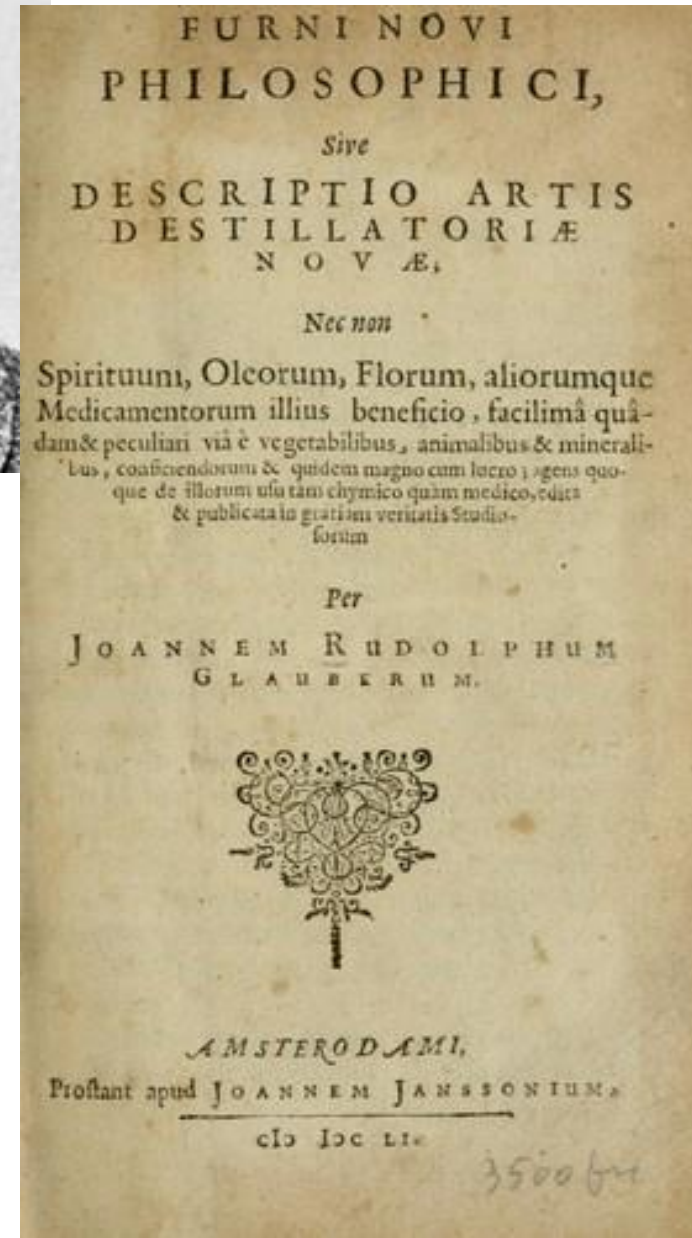 FURNI NOVI
PHILOSOPHICI,
Sive
DESCRIPTIO ARTIS
DESTILLATORIÆ
NOVÆ,
Nec non
Spirituum, Oleorum, Florum, aliorumque
Medicamentorum illius beneficio, facilimâ quâ-
dam & peculiari viâ è vegetabilibus, animalibus & minerali-
bus, conficiendorum & quidem magno cum lucro; agens quo-
que de illorum usu tam chymico quàm medico, edita
& publicata in gratiam veritatis Studio-
sorum
Per
JOANNEM RUDOLPHUM
GLAUBERUM.
AMSTERODAMI,
Prostant apud JOANNEM JANSSONIUM.
cIↄ Iↄc LI.
3500